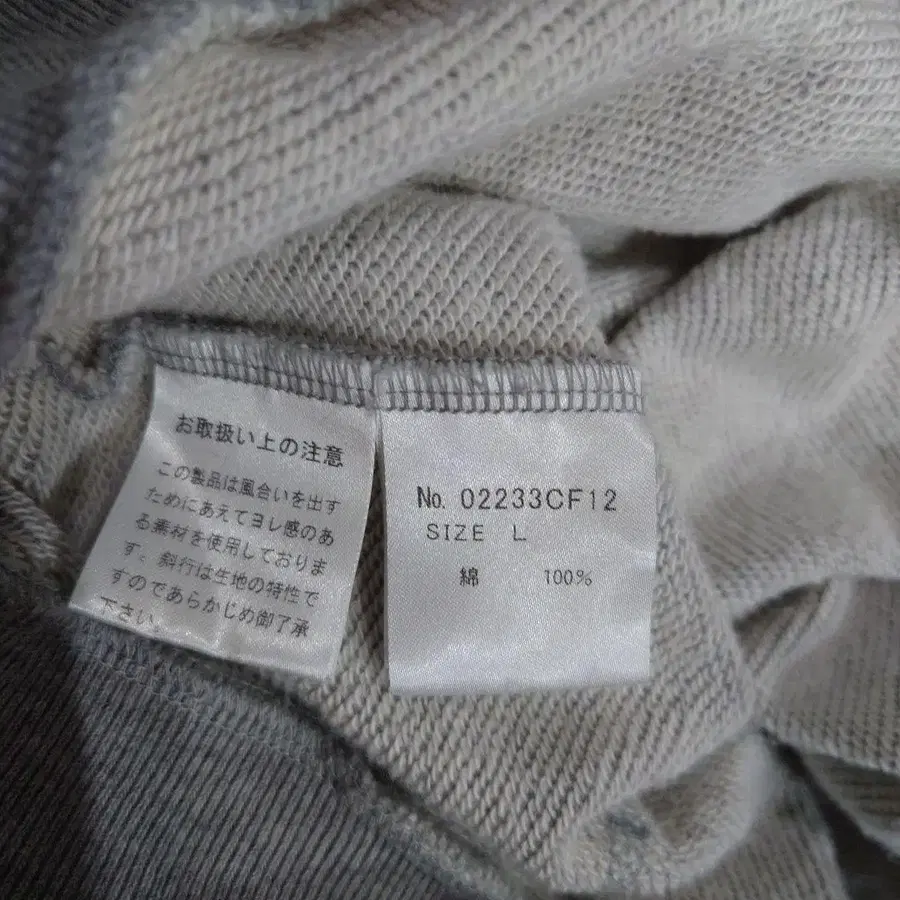 お取扱い上の注意
この製品は風合いを出す
ためにあえてヨレ感のあ
る素材を使用しておりま
す。斜行は生地の特性で
すのであらかじめ御了承
下さい。
No. 02233CF12
SIZE L
綿 100%